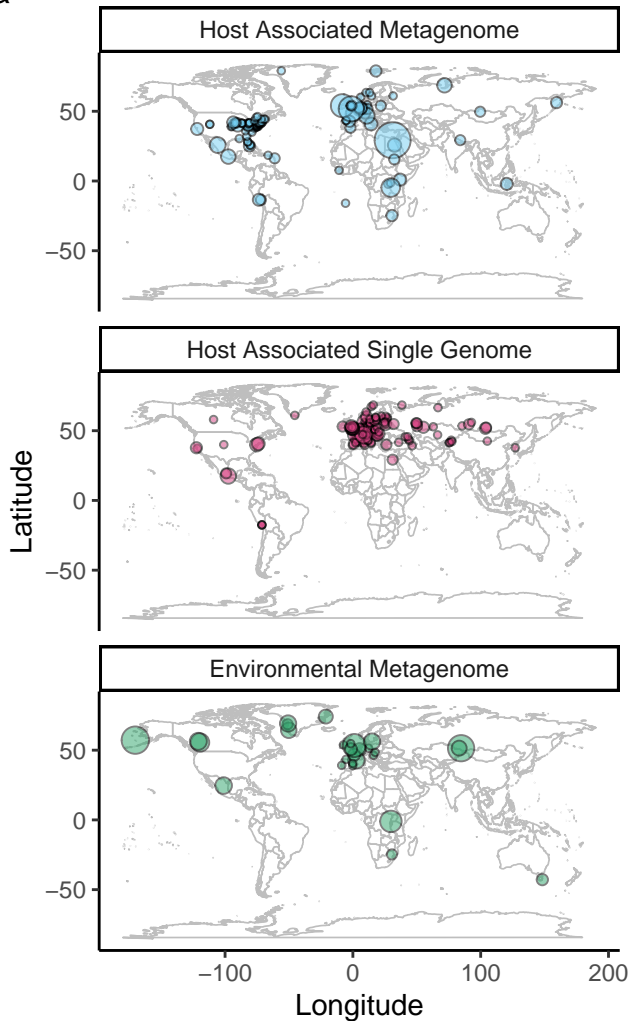 Host Associated Metagenome
50
0
−50
Host Associated Single Genome
50
0
−50
Environmental Metagenome
50
0
−50
−100 0 100 200
Longitude
Latitude